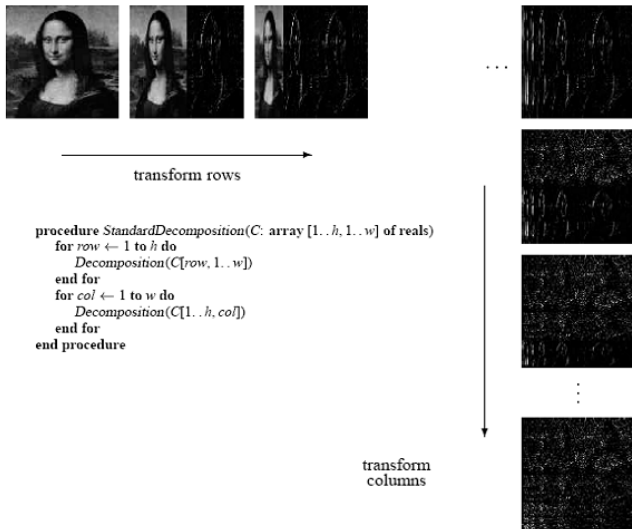 ...
transform rows
procedure StandardDecomposition(C: array [1. . h, 1. . w] of reals)
for row ← 1 to h do
Decomposition(C[row, 1. . w])
end for
for col ← 1 to w do
Decomposition(C[1. . h, col])
end for
end procedure
⋮
transform
columns